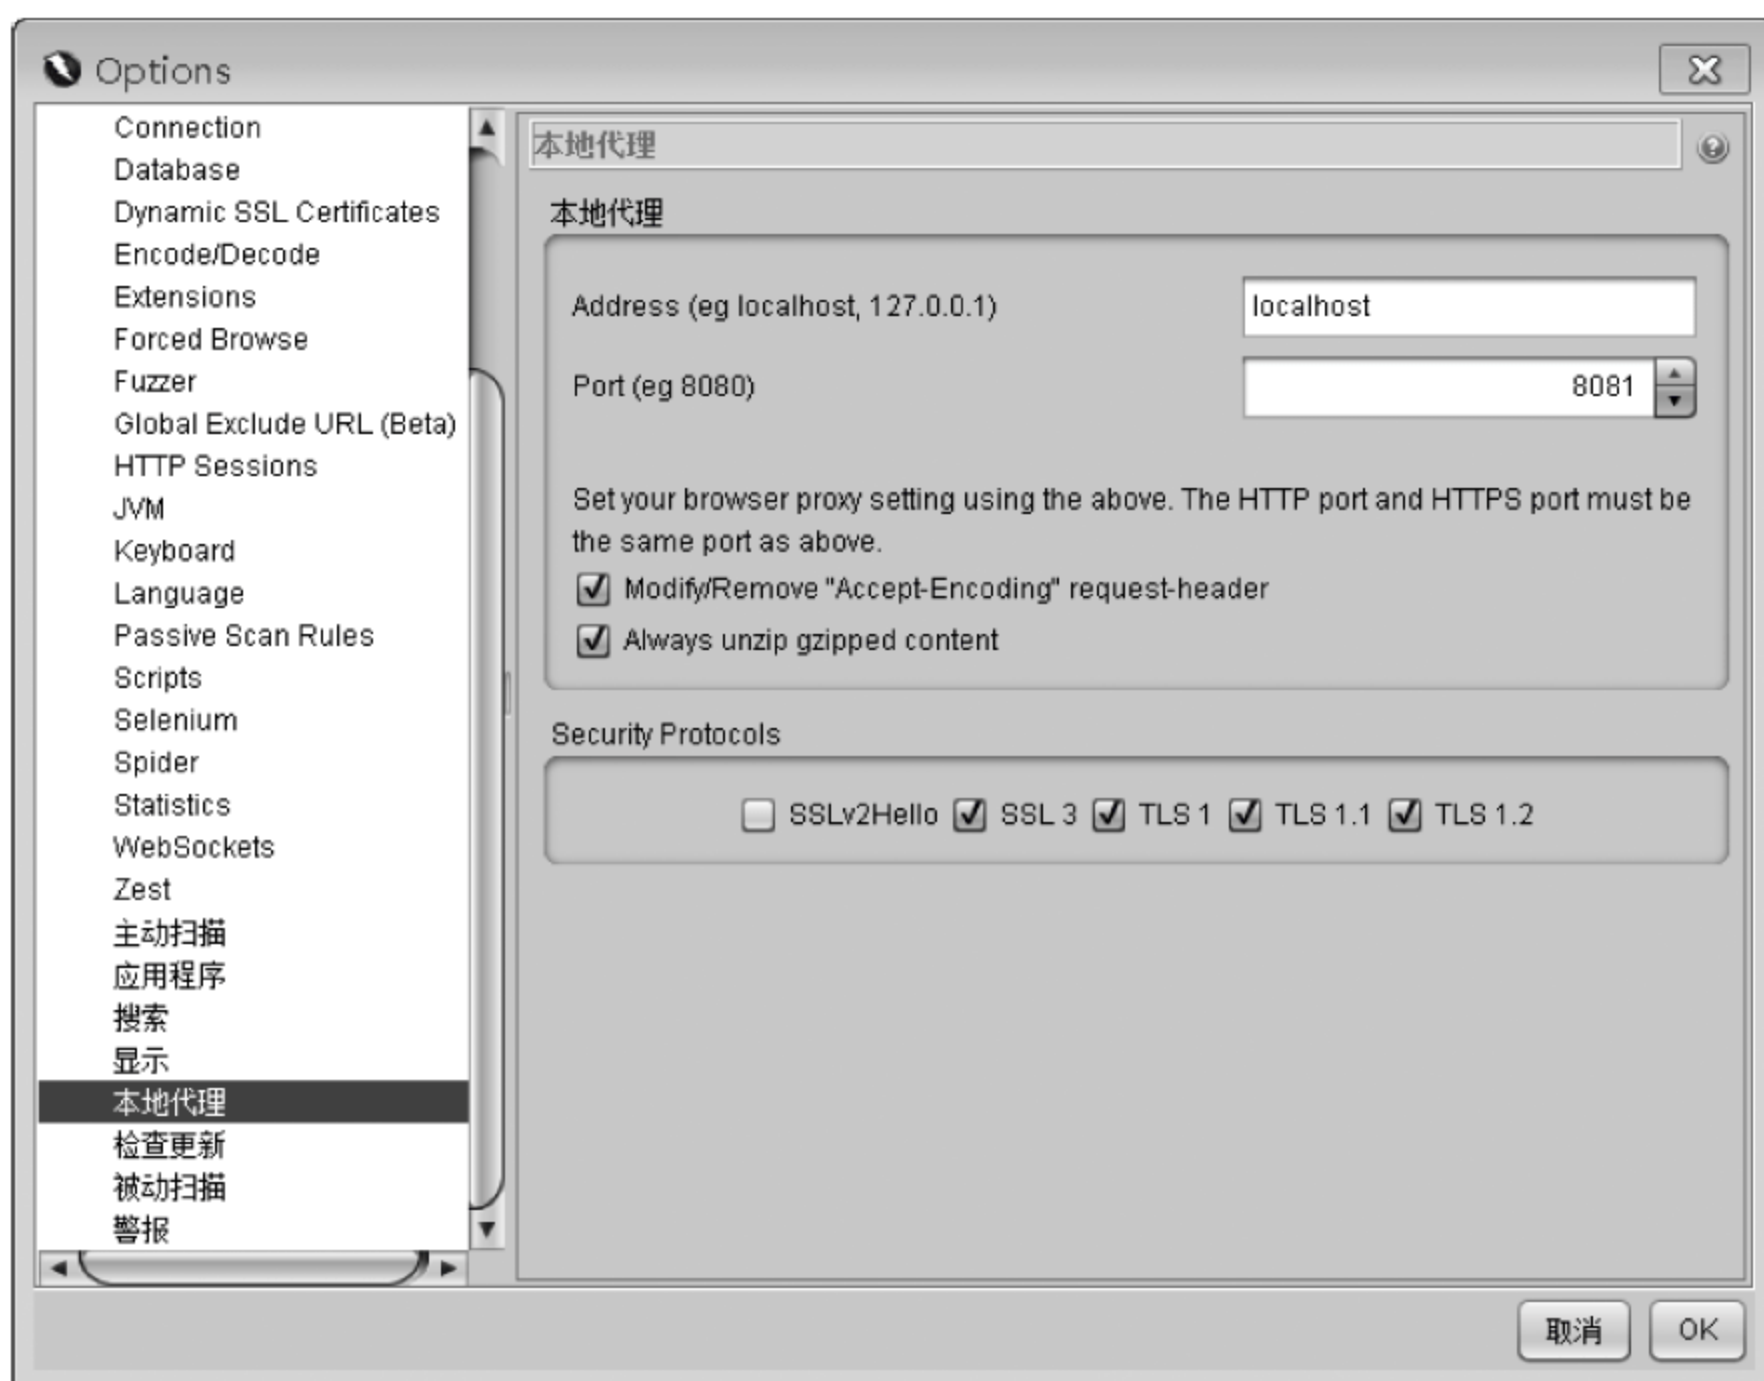 Options
Connection
Database
Dynamic SSL Certificates
Encode/Decode
Extensions
Forced Browse
Fuzzer
Global Exclude URL (Beta)
HTTP Sessions
JVM
Keyboard
Language
Passive Scan Rules
Scripts
Selenium
Spider
Statistics
WebSockets
Zest
主动扫描
应用程序
搜索
显示
本地代理
检查更新
被动扫描
警报
本地代理
本地代理
Address (eg localhost, 127.0.0.1)
localhost
Port (eg 8080)
8081
Set your browser proxy setting using the above. The HTTP port and HTTPS port must be
the same port as above.
Modify/Remove "Accept-Encoding" request-header
Always unzip gzipped content
Security Protocols
SSLv2Hello SSL 3 TLS 1 TLS 1.1 TLS 1.2
取消 OK